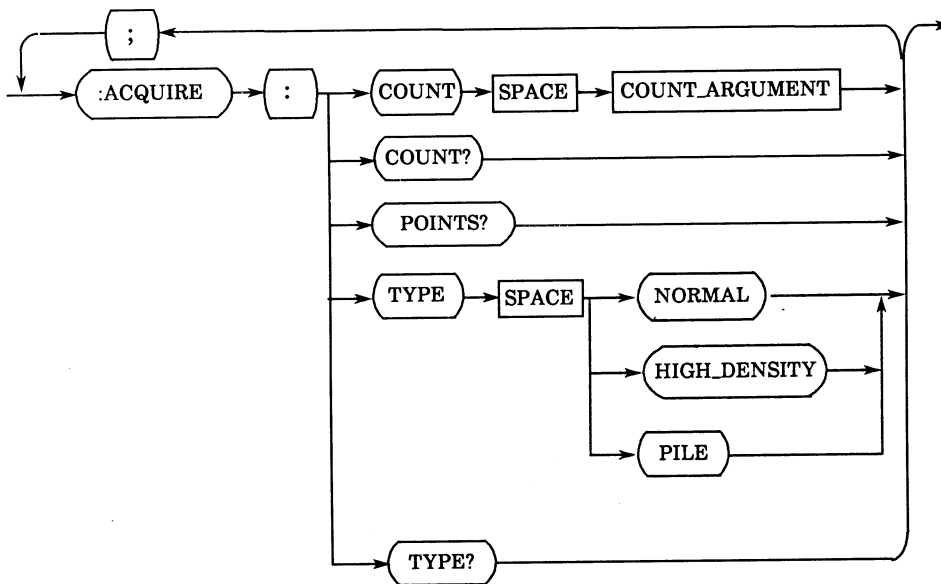 ;
:ACQUIRE : COUNT SPACE COUNT_ARGUMENT
COUNT?
POINTS?
TYPE SPACE NORMAL
HIGH_DENSITY
PILE
TYPE?